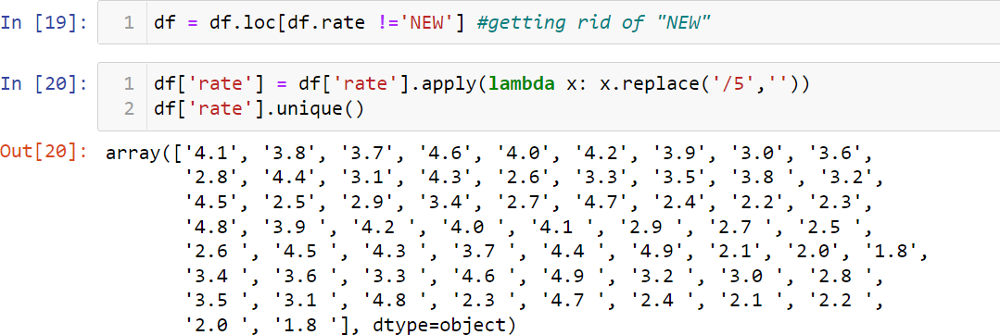 In [19]: 1 df = df.loc[df.rate !='NEW'] #getting rid of "NEW"
In [20]: 1 df['rate'] = df['rate'].apply(lambda x: x.replace('/5',''))
2 df['rate'].unique()
Out[20]: array(['4.1', '3.8', '3.7', '4.6', '4.0', '4.2', '3.9', '3.0', '3.6',
'2.8', '4.4', '3.1', '4.3', '2.6', '3.3', '3.5', '3.8 ', '3.2',
'4.5', '2.5', '2.9', '3.4', '2.7', '4.7', '2.4', '2.2', '2.3',
'4.8', '3.9 ', '4.2 ', '4.0 ', '4.1 ', '2.9 ', '2.7 ', '2.5 ',
'2.6 ', '4.5 ', '4.3 ', '3.7 ', '4.4 ', '4.9', '2.1', '2.0', '1.8',
'3.4 ', '3.6 ', '3.3 ', '4.6 ', '4.9 ', '3.2 ', '3.0 ', '2.8 ',
'3.5 ', '3.1 ', '4.8 ', '2.3 ', '4.7 ', '2.4 ', '2.1 ', '2.2 ',
'2.0 ', '1.8 '], dtype=object)